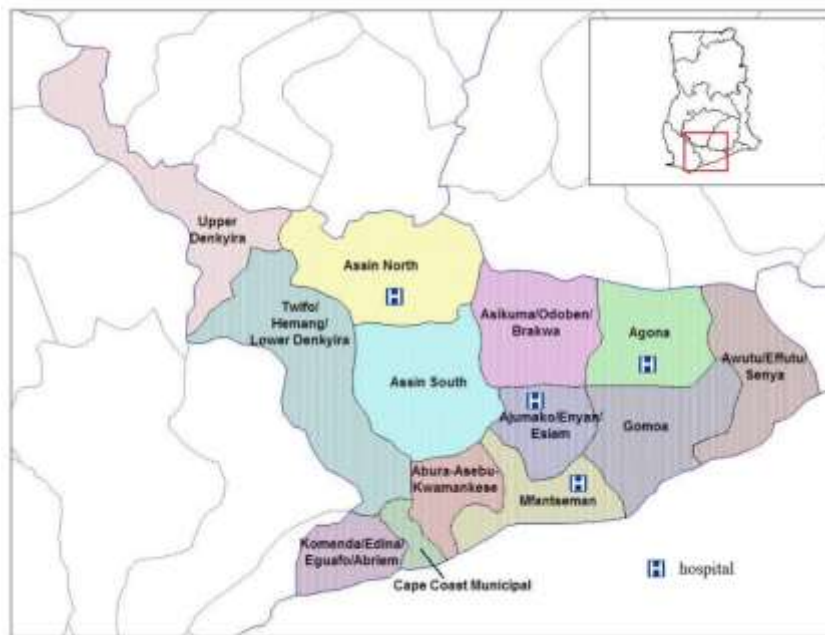 Upper
Denkyira
Assin North
H
Twifo/
Hemang/
Lower Denkyira
Asikuma/Odoben/
Brakwa
Agona
H
Awutu/Effutu/
Senya
Assin South
H
Ajumako/Enyan/
Esiam
Gomoa
Abura-Asebu-
Kwamankese
H
Mfantseman
Komenda/Edina/
Eguafo/Abriem
Cape Coast Municipal
H hospital